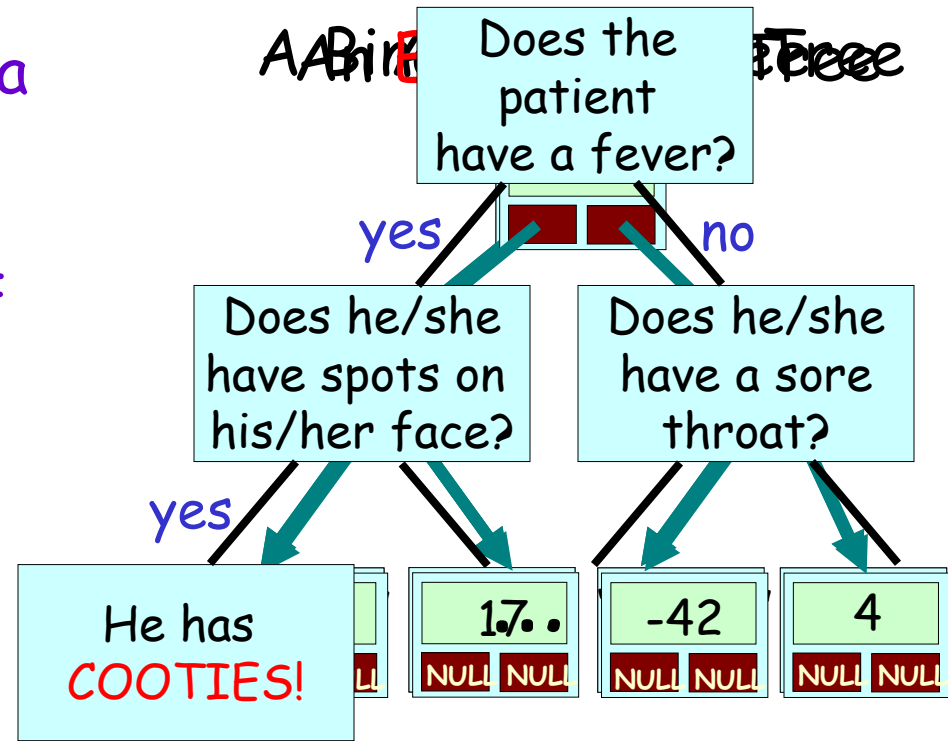 a
Does the
patient
have a fever?
yes
no
Does he/she
have spots on
his/her face?
Does he/she
have a sore
throat?
yes
He has
COOTIES!
17
...
-42
4
NULL NULL
NULL NULL
NULL NULL